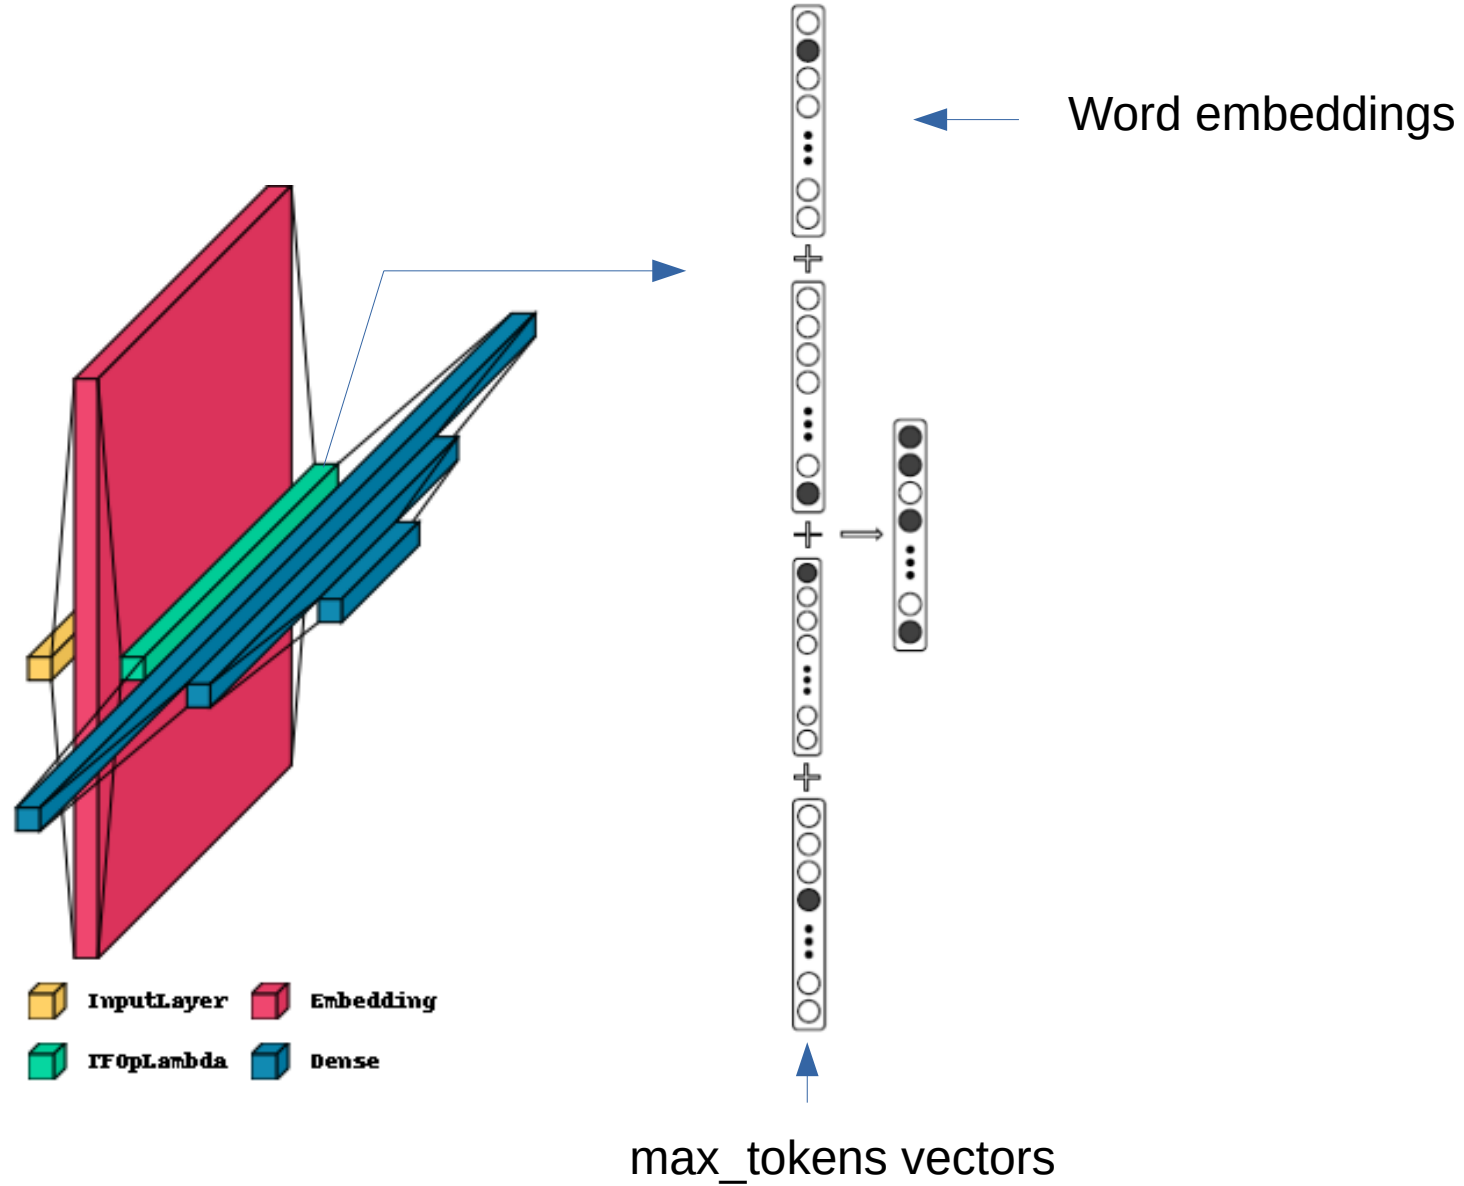 Word embeddings
InputLayer
Embedding
TFOpLambda
Dense
max_tokens vectors